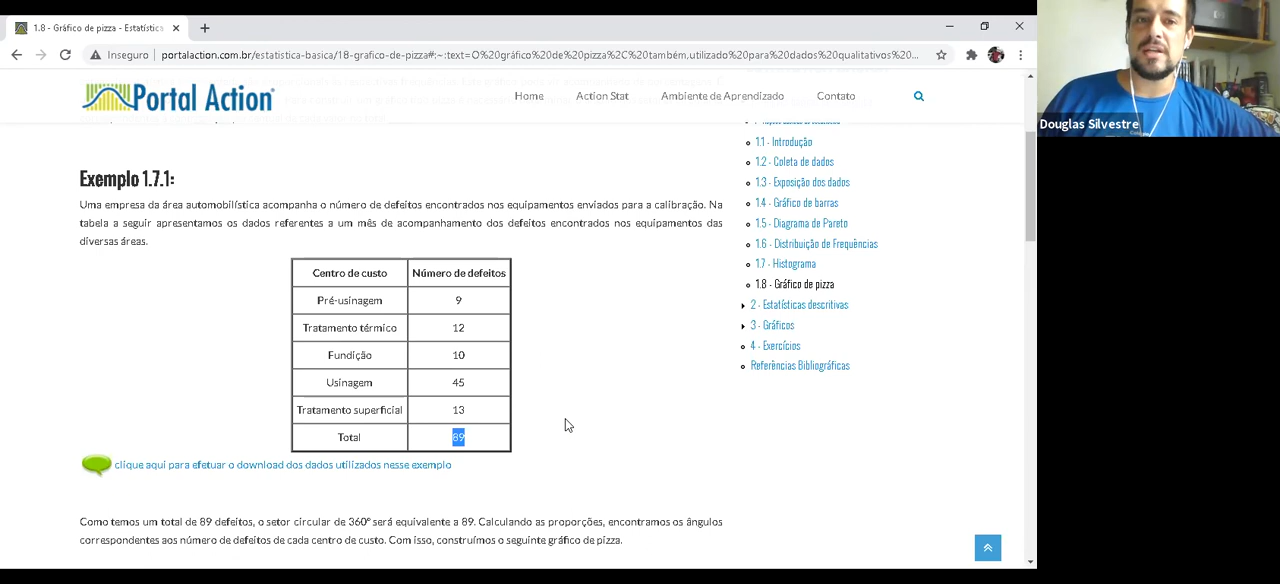 1.8 - Gráfico de pizza - Estatístic
Inseguro
portalaction.com.br/estatistica-basica/18-grafico-de-pizza#:~:text=O%20gráfico%20de%20pizza%2C%20também,utilizado%20para%20dados%20qualitativos%20...
Portal Action
Home
Action Stat
Ambiente de Aprendizado
Contato
Douglas Silvestre
1.1 - Introdução
1.2 - Coleta de dados
1.3 - Exposição dos dados
1.4 - Gráfico de barras
1.5 - Diagrama de Pareto
1.6 - Distribuição de Frequências
1.7 - Histograma
1.8 - Gráfico de pizza
2 - Estatísticas descritivas
3 - Gráficos
4 - Exercícios
Referências Bibliográficas
Exemplo 1.7.1:
Uma empresa da área automobilística acompanha o número de defeitos encontrados nos equipamentos enviados para a calibração. Na
tabela a seguir apresentamos os dados referentes a um mês de acompanhamento dos defeitos encontrados nos equipamentos das
diversas áreas.
Centro de custo Número de defeitos
Pré-usinagem 9
Tratamento térmico 12
Fundição 10
Usinagem 45
Tratamento superficial 13
Total 89
clique aqui para efetuar o download dos dados utilizados nesse exemplo
Como temos um total de 89 defeitos, o setor circular de 360º será equivalente a 89. Calculando as proporções, encontramos os ângulos
correspondentes aos número de defeitos de cada centro de custo. Com isso, construímos o seguinte gráfico de pizza.